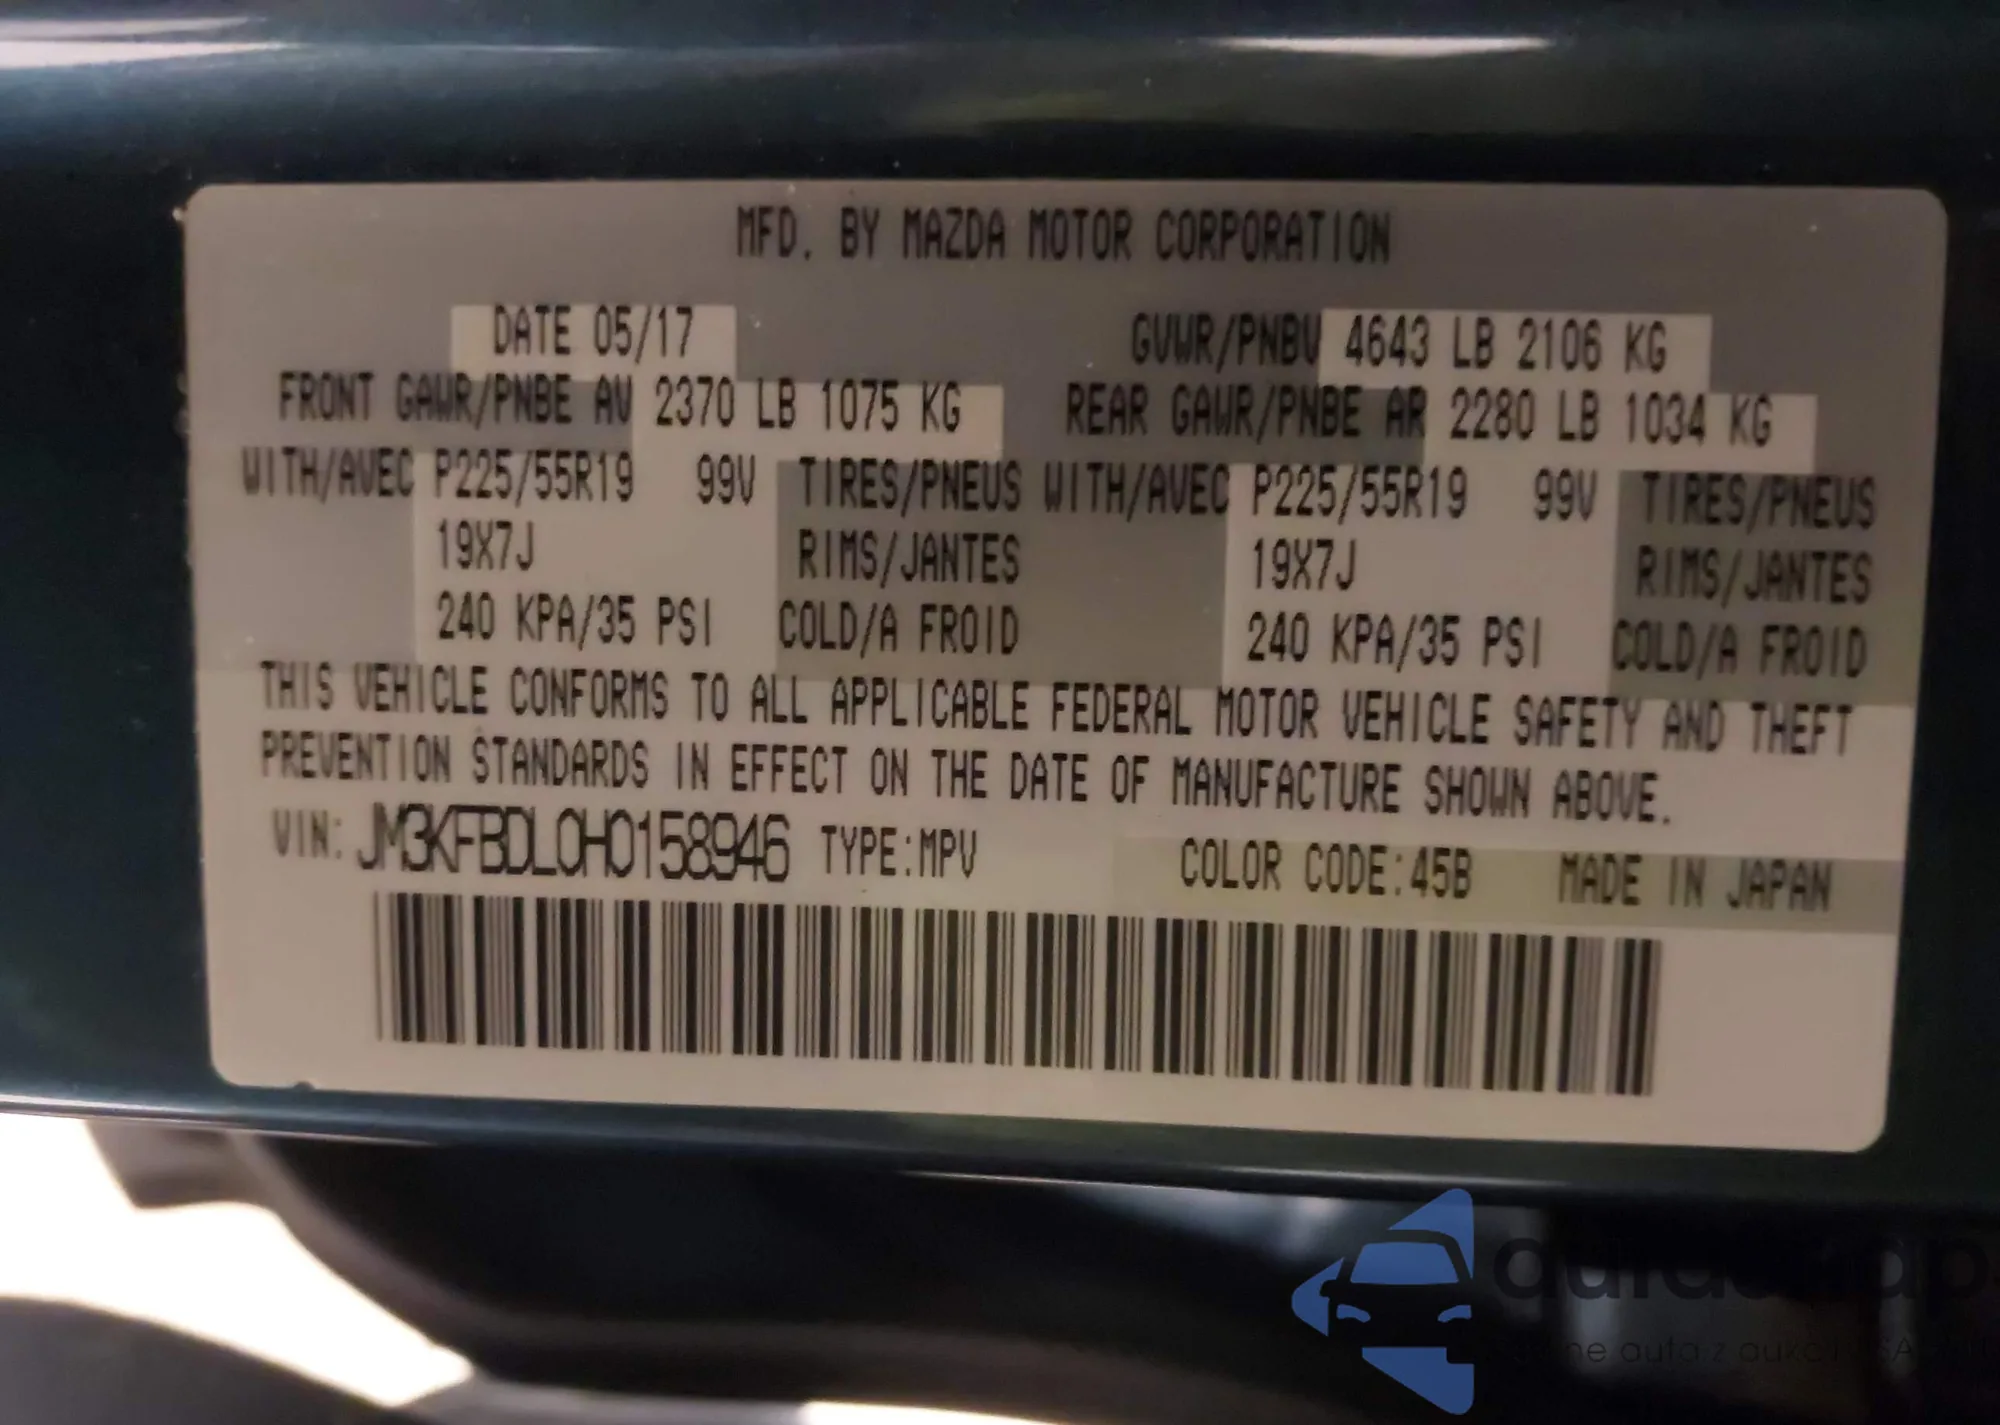 MFD. BY MAZDA MOTOR CORPORATION
DATE 05/17 GVWR/PNBV 4643 LB 2106 KG
FRONT GAWR/PNBE AV 2370 LB 1075 KG REAR GAWR/PNBE AR 2280 LB 1034 KG
WITH/AVEC P225/55R19 99V TIRES/PNEUS WITH/AVEC P225/55R19 99V TIRES/PNEUS
19X7J RIMS/JANTES 19X7J RIMS/JANTES
240 KPA/35 PSI COLD/A FROID 240 KPA/35 PSI COLD/A FROID
THIS VEHICLE CONFORMS TO ALL APPLICABLE FEDERAL MOTOR VEHICLE SAFETY AND THEFT
PREVENTION STANDARDS IN EFFECT ON THE DATE OF MANUFACTURE SHOWN ABOVE.
VIN: JM3KFBDL0H0158946 TYPE:MPV COLOR CODE:45B MADE IN JAPAN
auta z